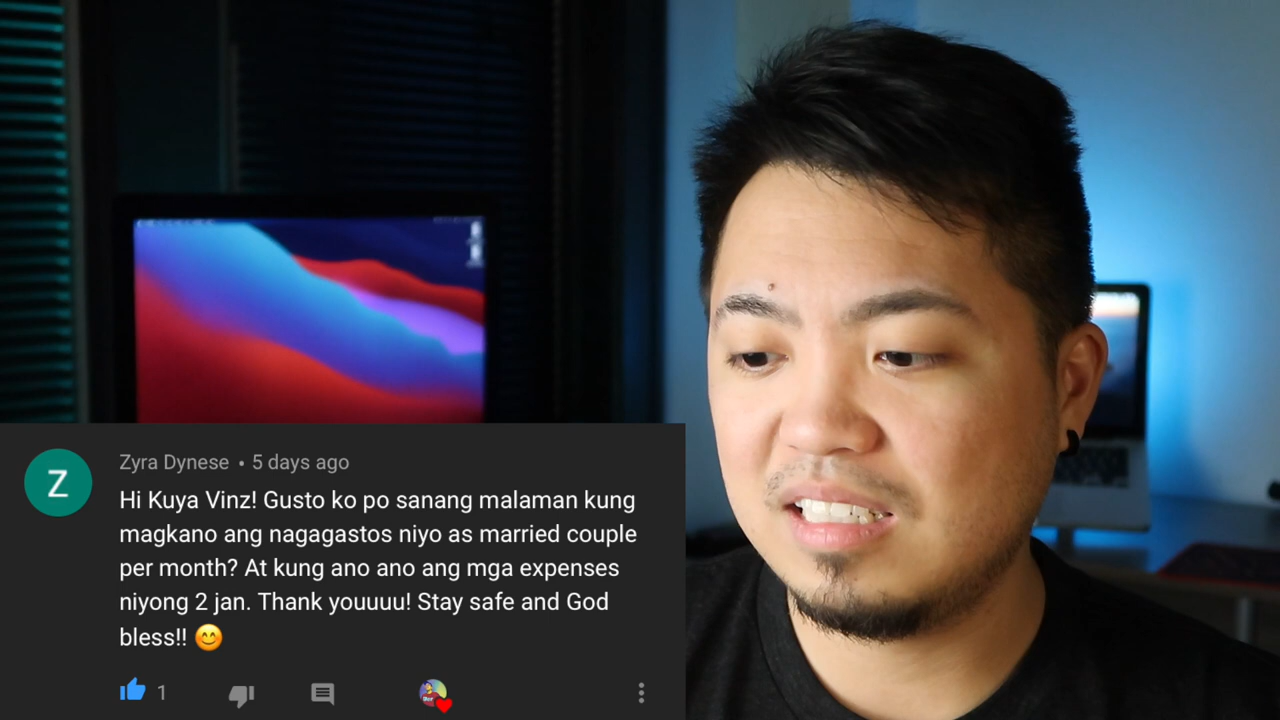 Z
Zyra Dynese • 5 days ago
Hi Kuya Vinz! Gusto ko po sanang malaman kung
magkano ang nagagastos niyo as married couple
per month? At kung ano ano ang mga expenses
niyong 2 jan. Thank youuuu! Stay safe and God
bless!! 😊
1